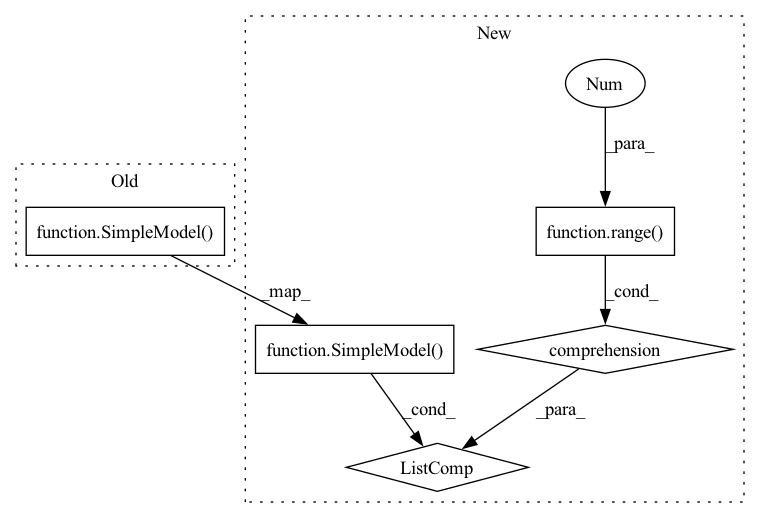 New
Num
_para_
Old
function.SimpleModel()
function.range()
_map_
_cond_
function.SimpleModel()
comprehension
_cond_
_para_
ListComp